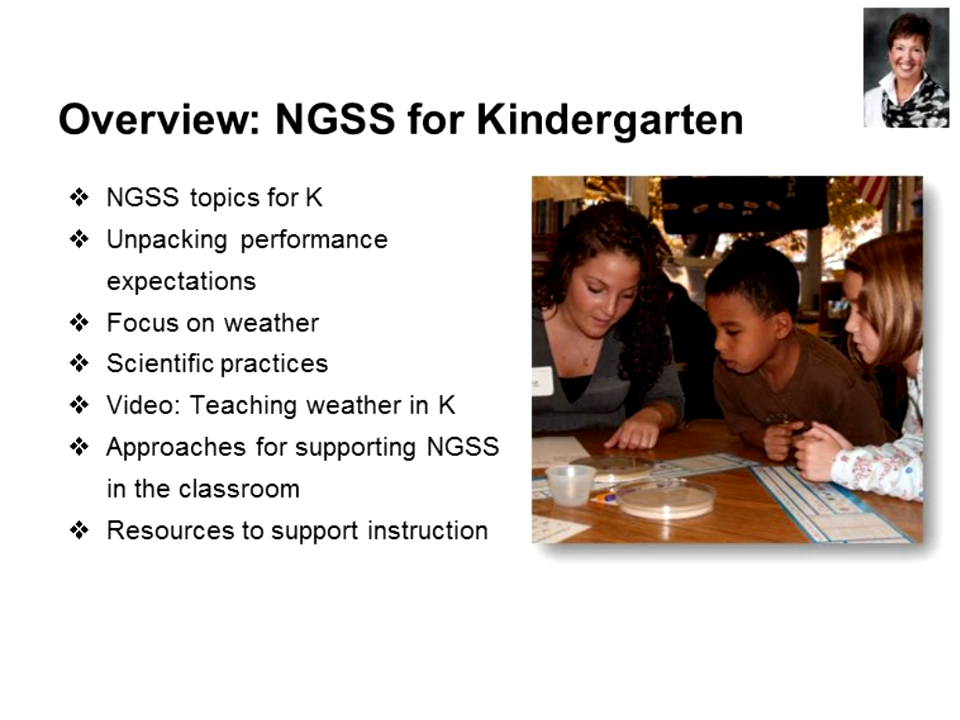 Overview: NGSS for Kindergarten
❖ NGSS topics for K
❖ Unpacking performance
expectations
❖ Focus on weather
❖ Scientific practices
❖ Video: Teaching weather in K
❖ Approaches for supporting NGSS
in the classroom
❖ Resources to support instruction